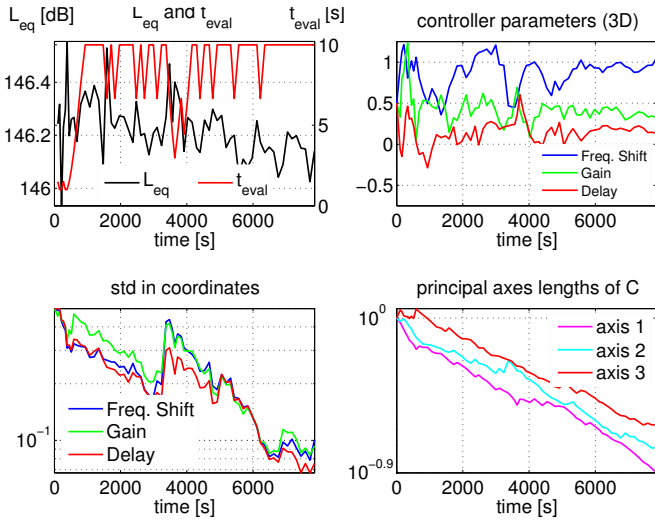 L_eq [dB]
L_eq and t_eval
t_eval [s]
146.4
146.2
146
10
5
0
L_eq
t_eval
0
2000
4000
6000
time [s]
controller parameters (3D)
1
0.5
0
−0.5
Freq. Shift
Gain
Delay
0
2000
4000
6000
time [s]
std in coordinates
10^−1
Freq. Shift
Gain
Delay
0
2000
4000
6000
time [s]
principal axes lengths of C
10^0
10^−0.9
axis 1
axis 2
axis 3
0
2000
4000
6000
time [s]